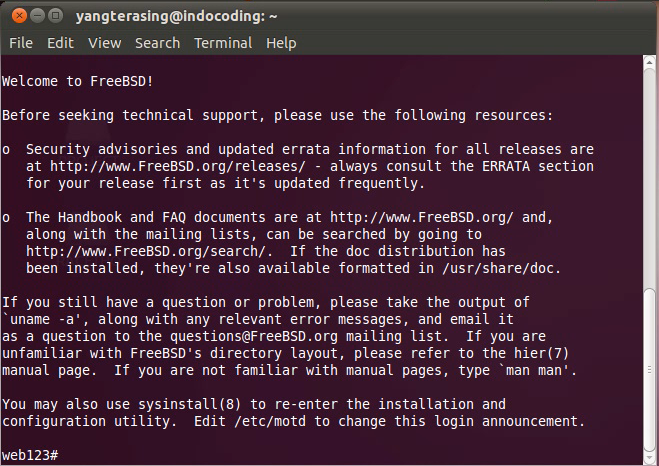 yangterasing@indocoding: ~
File Edit View Search Terminal Help
Welcome to FreeBSD!
Before seeking technical support, please use the following resources:
o  Security advisories and updated errata information for all releases are
   at http://www.FreeBSD.org/releases/ - always consult the ERRATA section
   for your release first as it's updated frequently.
o  The Handbook and FAQ documents are at http://www.FreeBSD.org/ and,
   along with the mailing lists, can be searched by going to
   http://www.FreeBSD.org/search/.  If the doc distribution has
   been installed, they're also available formatted in /usr/share/doc.
If you still have a question or problem, please take the output of
`uname -a', along with any relevant error messages, and email it
as a question to the questions@FreeBSD.org mailing list.  If you are
unfamiliar with FreeBSD's directory layout, please refer to the hier(7)
manual page.  If you are not familiar with manual pages, type `man man'.
You may also use sysinstall(8) to re-enter the installation and
configuration utility.  Edit /etc/motd to change this login announcement.
web123#